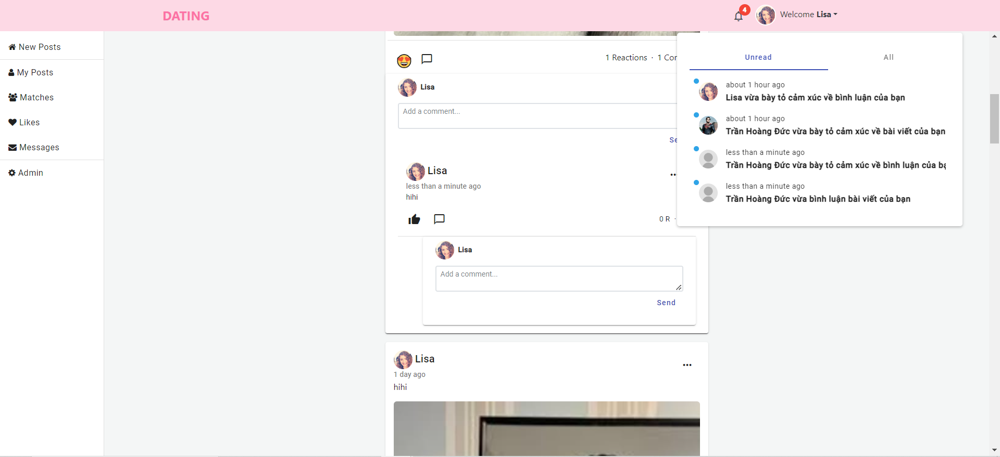 DATING
4
Welcome Lisa
New Posts
My Posts
Matches
Likes
Messages
Admin
1 Reactions · 1 Cor
Lisa
Add a comment...
Lisa
less than a minute ago
hihi
0 R ·
Lisa
Add a comment...
Send
Lisa
1 day ago
hihi
Unread
All
about 1 hour ago
Lisa vừa bày tỏ cảm xúc về bình luận của bạn
about 1 hour ago
Trần Hoàng Đức vừa bày tỏ cảm xúc về bài viết của bạn
less than a minute ago
Trần Hoàng Đức vừa bày tỏ cảm xúc về bình luận của
less than a minute ago
Trần Hoàng Đức vừa bình luận bài viết của bạn